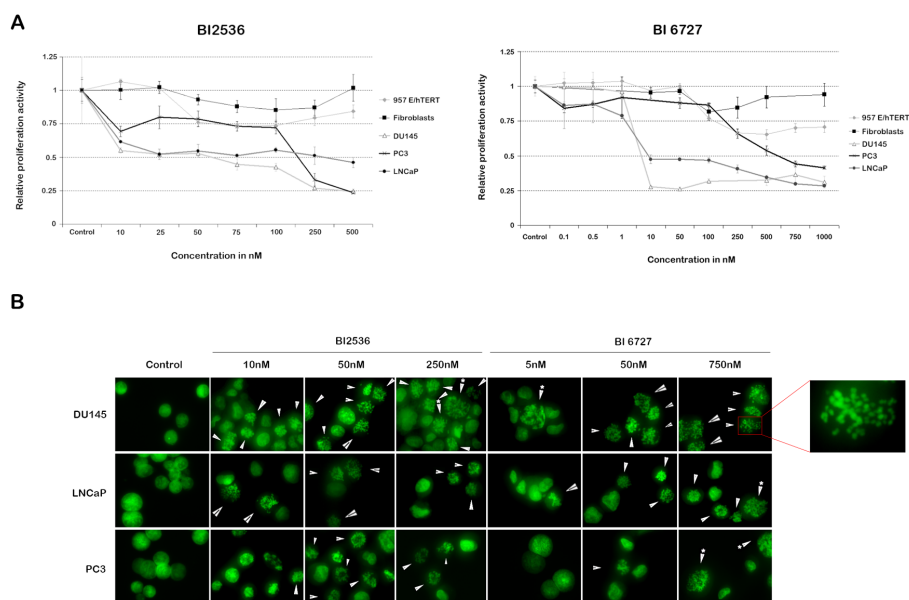 A
BI2536
Relative proliferation activity
1.25
1
0.75
0.5
0.25
0
Control 10 25 50 75 100 250 500
Concentration in nM
957 E/hTERT
Fibroblasts
DU145
PC3
LNCaP
BI 6727
Relative proliferation activity
1.25
1
0.75
0.5
0.25
0
Control 0.1 0.5 1 10 50 100 250 500 750 1000
Concentration in nM
957 E/hTERT
Fibroblasts
DU145
PC3
LNCaP
B
BI2536 BI 6727
Control 10nM 50nM 250nM 5nM 50nM 750nM
DU145
LNCaP
PC3